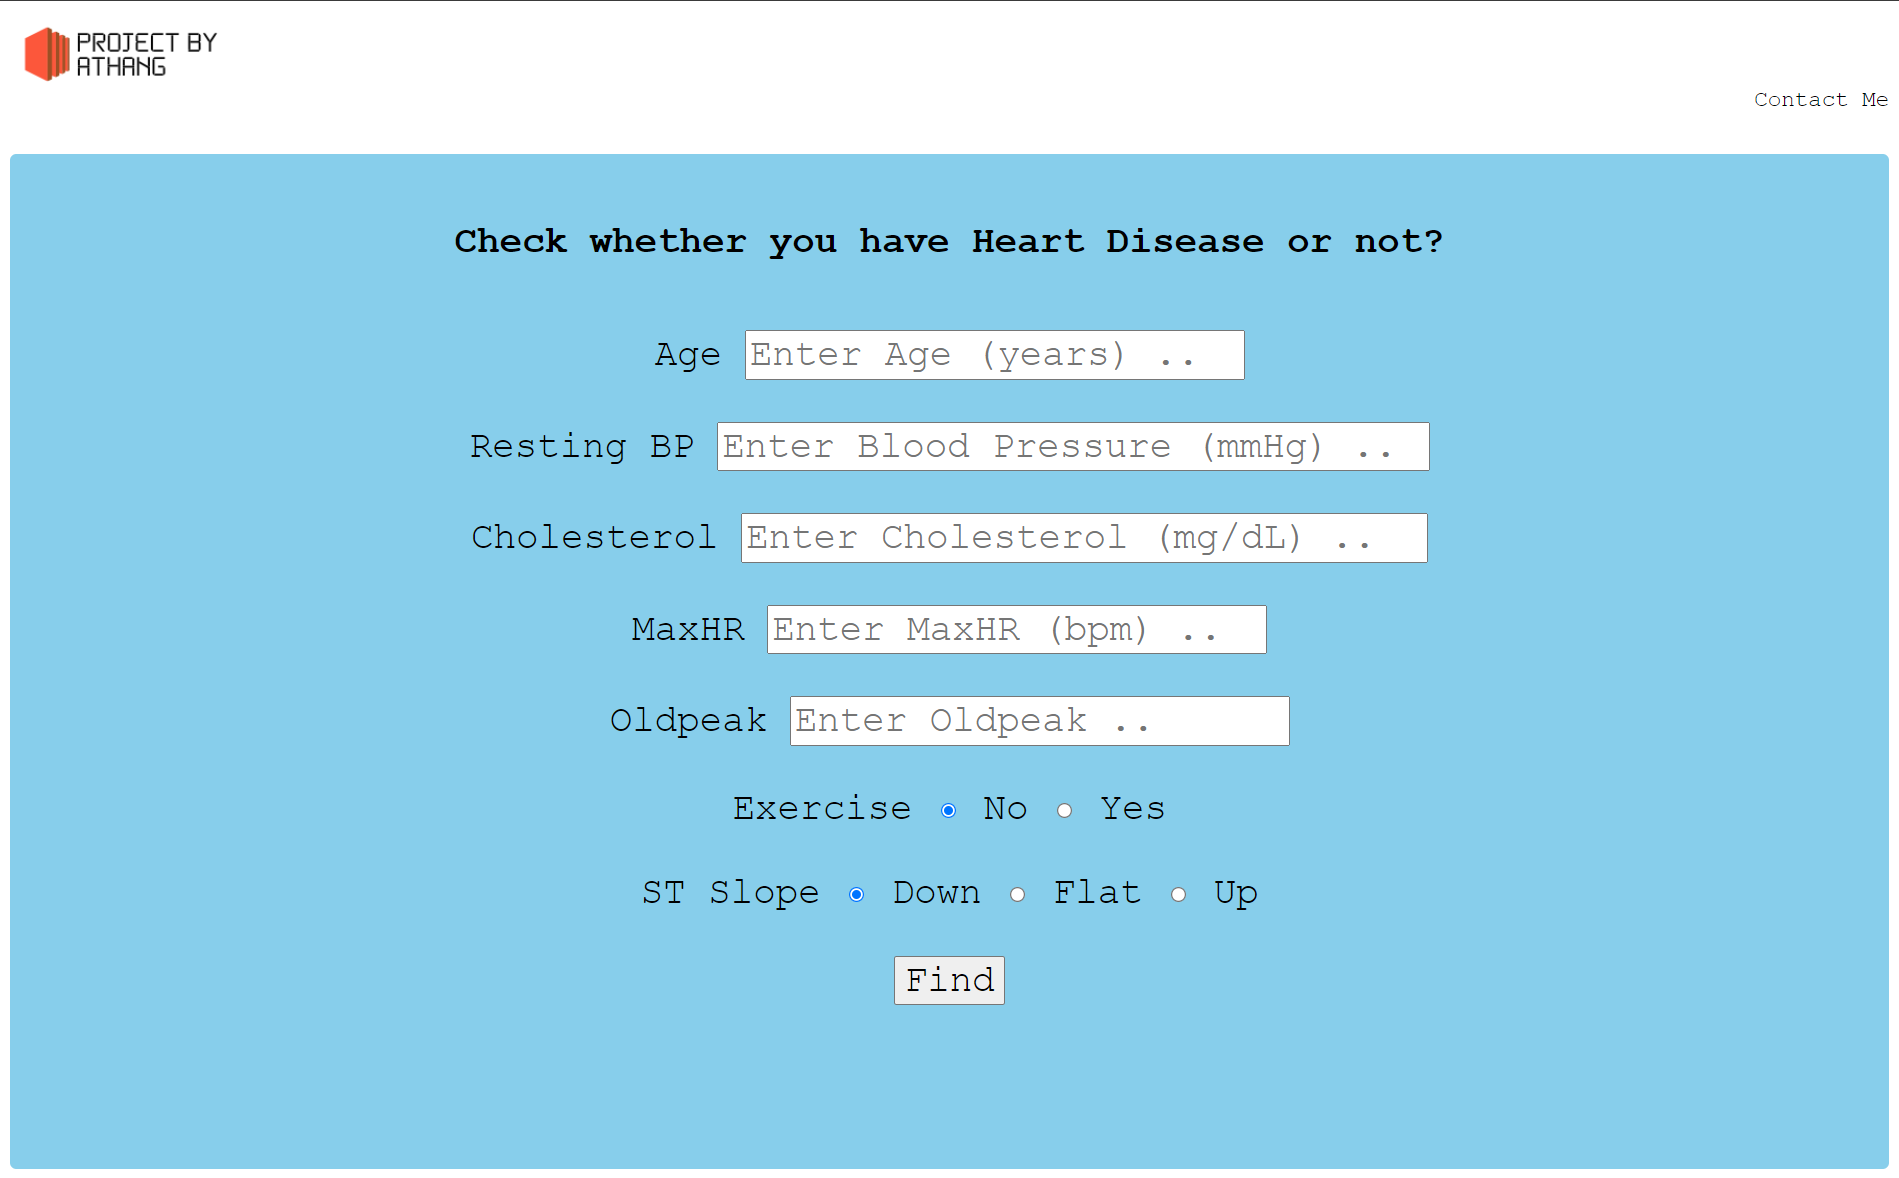 PROJECT BY
ATHANG
Contact Me
Check whether you have Heart Disease or not?
Age Enter Age (years) ..
Resting BP Enter Blood Pressure (mmHg) ..
Cholesterol Enter Cholesterol (mg/dL) ..
MaxHR Enter MaxHR (bpm) ..
Oldpeak Enter Oldpeak ..
Exercise No Yes
ST Slope Down Flat Up
Find